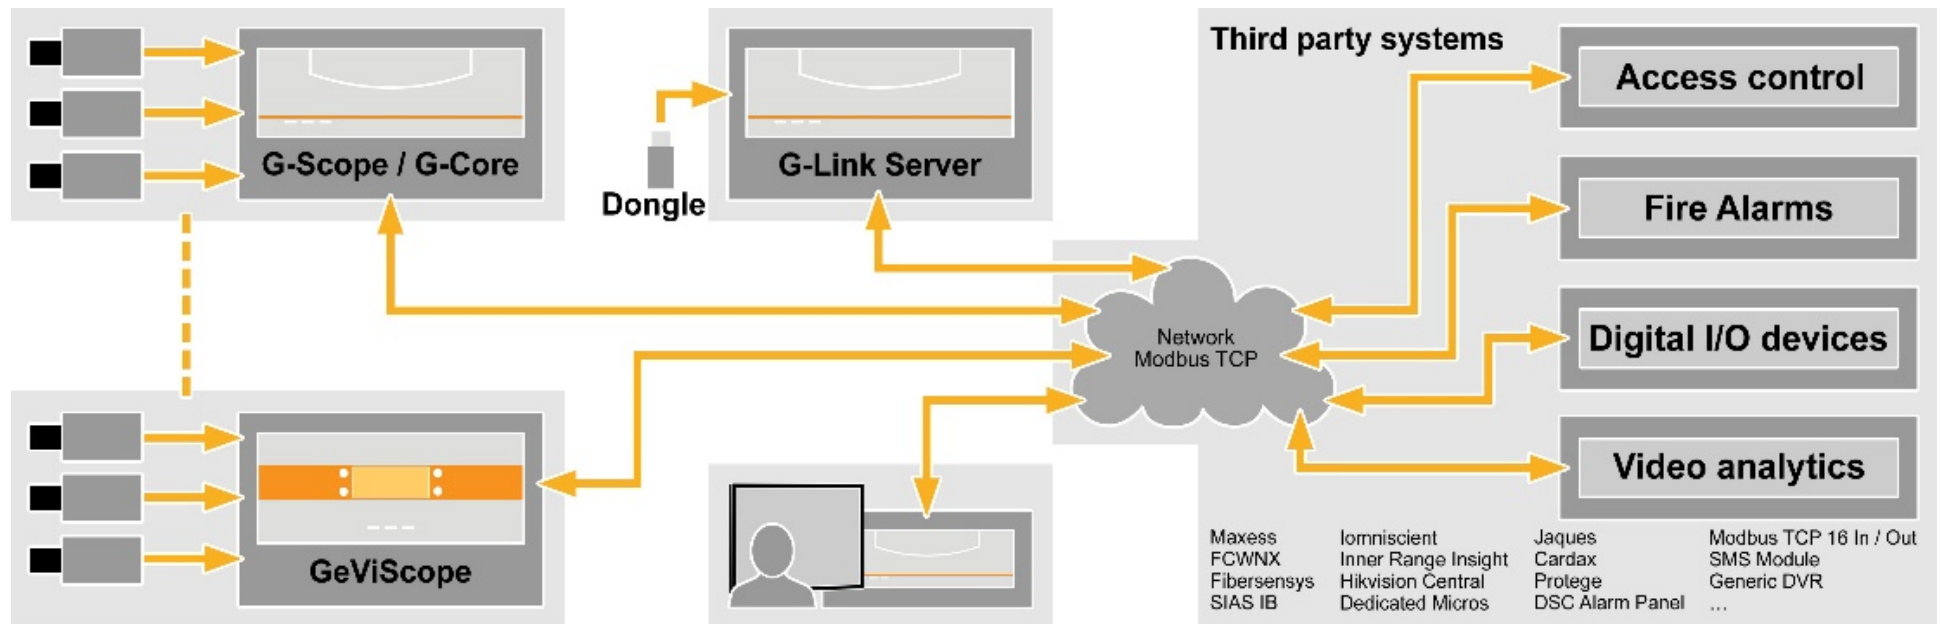 Third party systems
Access control
G-Scope / G-Core
G-Link Server
Dongle
Fire Alarms
Network
Modbus TCP
Digital I/O devices
Video analytics
GeViScope
Maxess
FCWNX
Fibersensys
SIAS IB
Iomniscient
Inner Range Insight
Hikvision Central
Dedicated Micros
Jaques
Cardax
Protege
DSC Alarm Panel
Modbus TCP 16 In / Out
SMS Module
Generic DVR
...